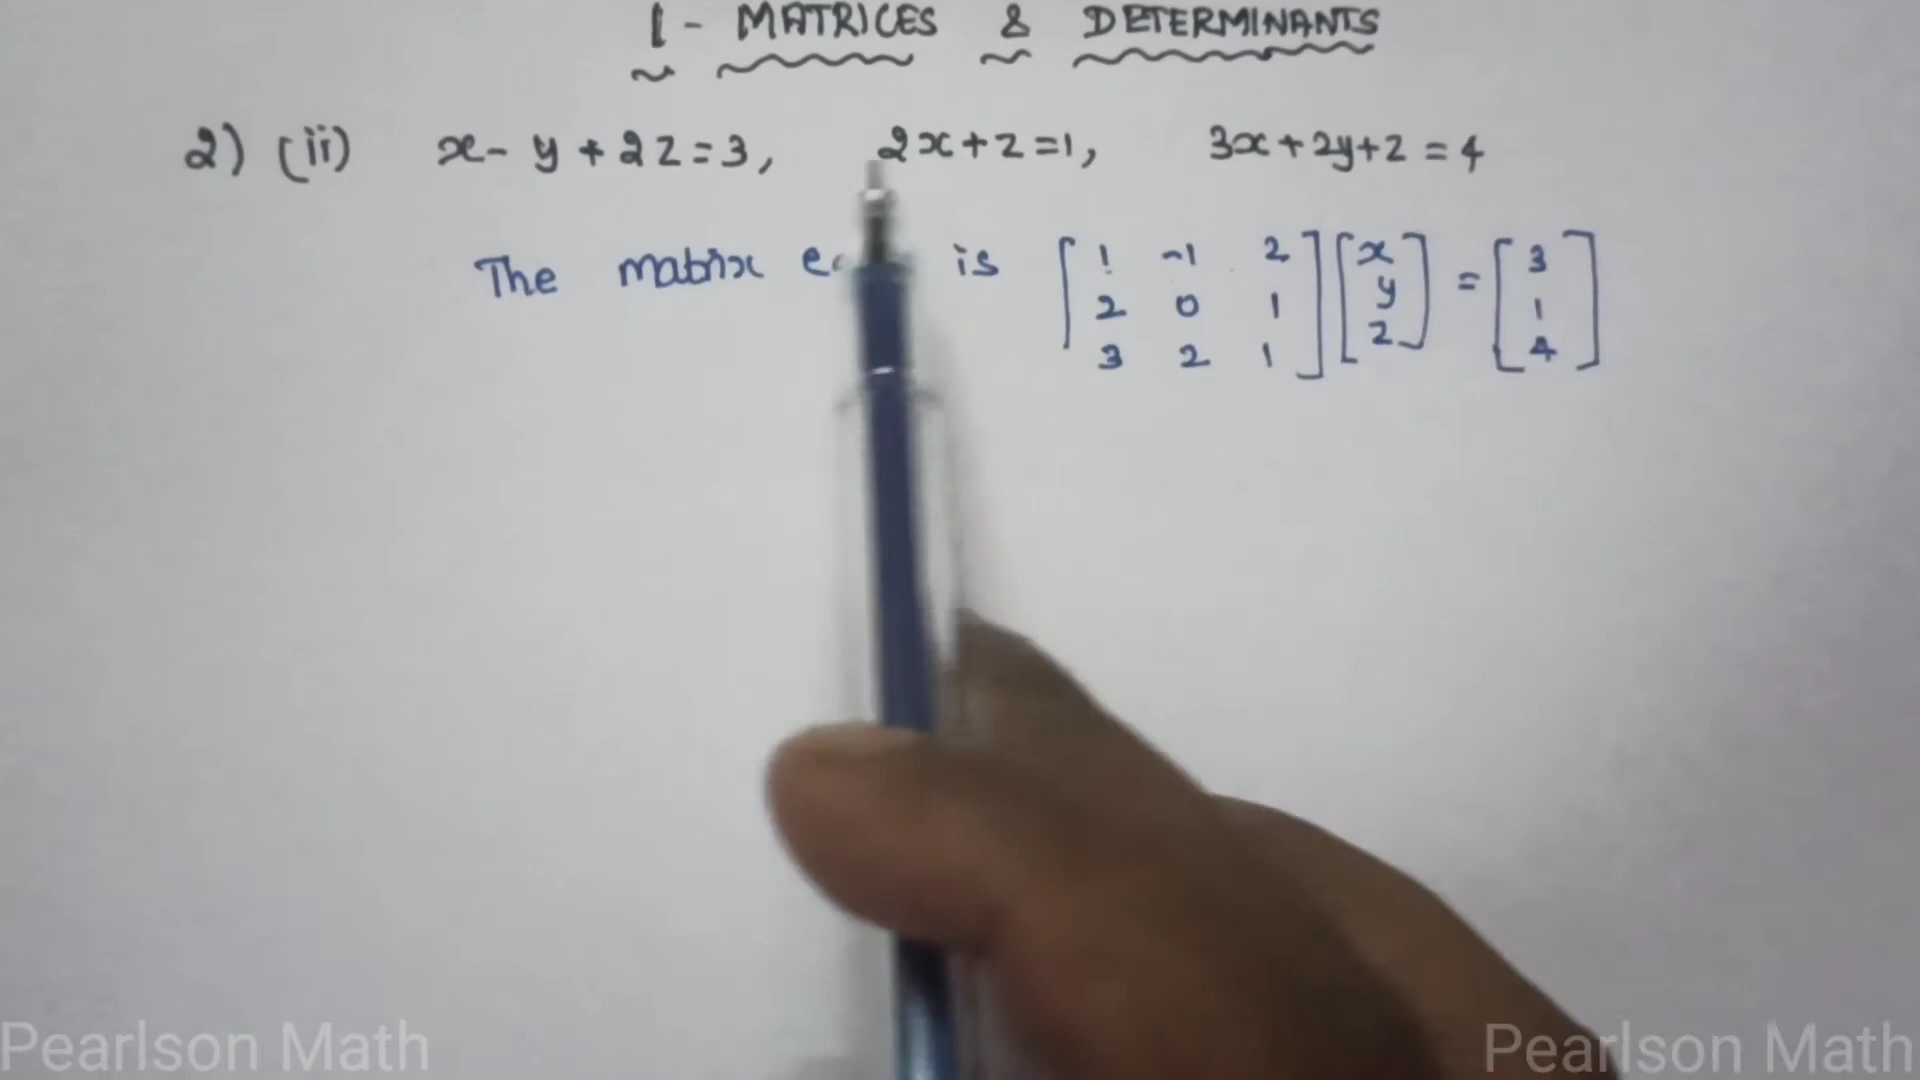 1 - MATRICES & DETERMINANTS
2) (ii) x - y + 2z = 3, 2x + z = 1, 3x + 2y + z = 4
The matrix is [1 -1 2] [x] = [3]
[2 0 1] [y] [1]
[3 2 1] [z] [4]
Pearlson Math Pearlson Math